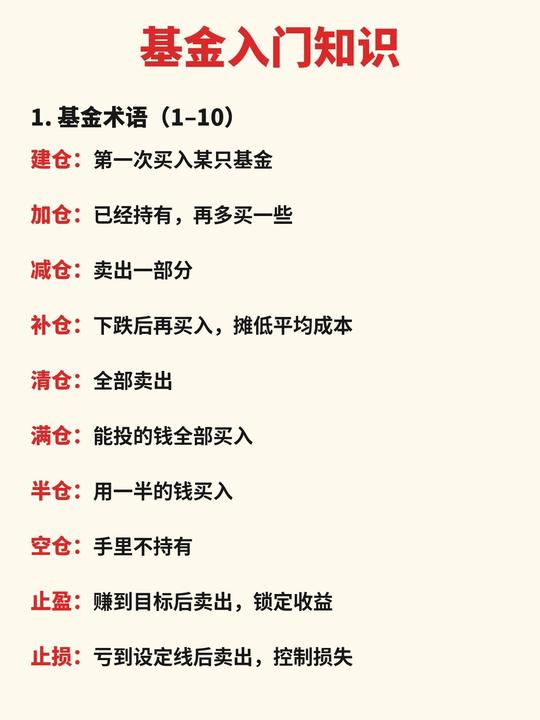 基金入门知识
1. 基金术语（1–10）
建仓：第一次买入某只基金
加仓：已经持有，再多买一些
减仓：卖出一部分
补仓：下跌后再买入，摊低平均成本
清仓：全部卖出
满仓：能投的钱全部买入
半仓：用一半的钱买入
空仓：手里不持有
止盈：赚到目标后卖出，锁定收益
止损：亏到设定线后卖出，控制损失